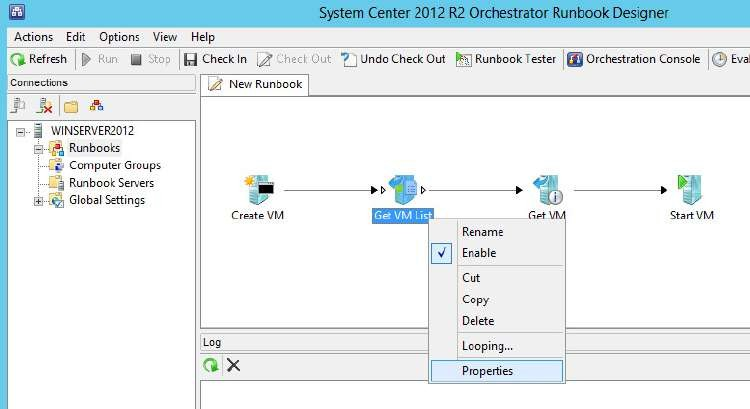 System Center 2012 R2 Orchestrator Runbook Designer
Actions Edit Options View Help
Refresh Run Stop Check In Check Out Undo Check Out Runbook Tester Orchestration Console
Connections
New Runbook
WINSERVER2012
Runbooks
Computer Groups
Runbook Servers
Global Settings
Create VM Get VM List Get VM Start VM
Rename
Enable
Cut
Copy
Delete
Looping...
Properties
Log